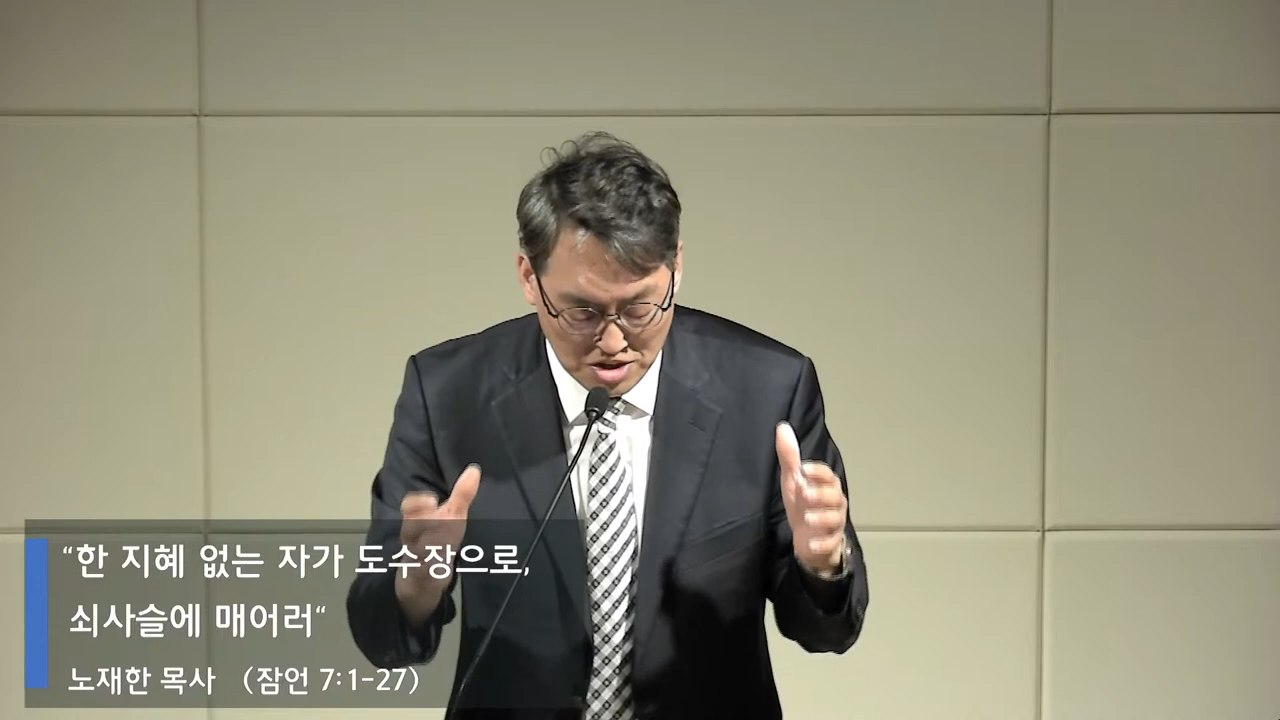 “한 지혜 없는 자가 도수장으로,
쇠사슬에 매어러“
노재한 목사 (잠언 7:1-27)